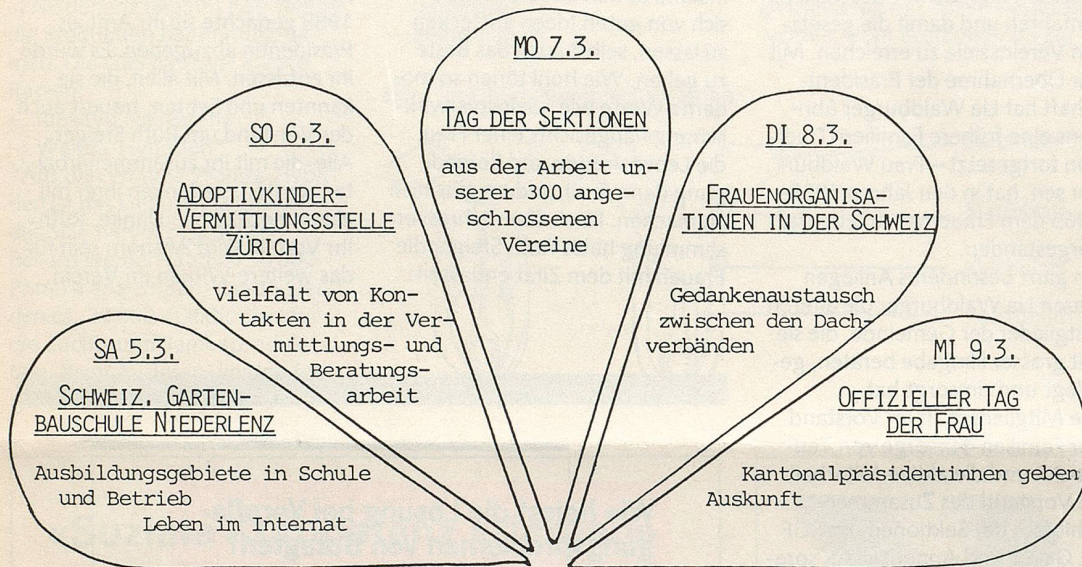 SA 5.3.
SCHWEIZ. GARTEN-
BAUSCHULE NIEDERLENZ
Ausbildungsgebiete in Schule
und Betrieb
Leben im Internat
SO 6.3.
ADOPTIVKINDER-
VERMITTLUNGSSTELLE
ZÜRICH
Vielfalt von Kon-
takten in der Ver-
mittlungs- und
Beratungs-
arbeit
MO 7.3.
TAG DER SEKTIONEN
aus der Arbeit un-
serer 300 ange-
schlossenen
Vereine
DI 8.3.
FRAUENORGANISA-
TIONEN IN DER SCHWEIZ
Gedankenaustausch
zwischen den Dach-
verbänden
MI 9.3.
OFFIZIELLER TAG
DER FRAU
Kantonalpräsidentinnen geben
Auskunft